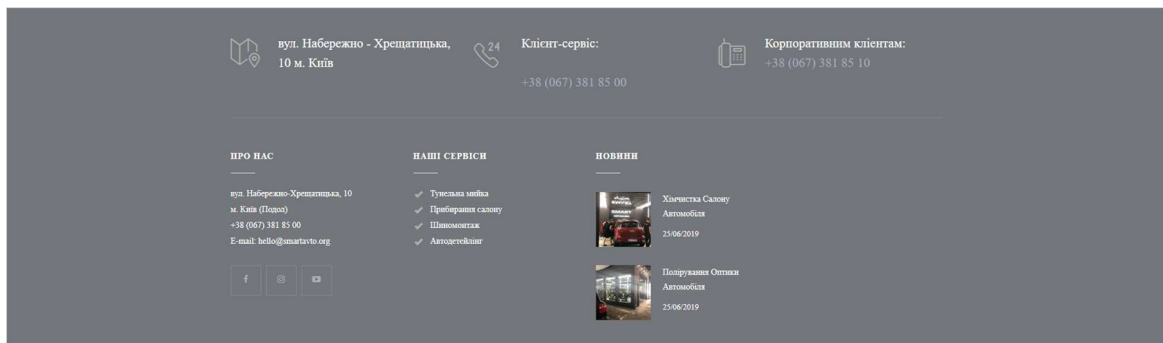 вул. Набережно - Хрещатицька,
10 м. Київ
24
Клієнт-сервіс:
+38 (067) 381 85 00
Корпоративним клієнтам:
+38 (067) 381 85 10
ПРО НАС
вул. Набережно-Хрещатицька, 10
м. Київ (Подол)
+38 (067) 381 85 00
E-mail: hello@smartavto.org
НАШІ СЕРВІСИ
Тунельна мийка
Прибирання салону
Шиномонтаж
Автодетейлінг
НОВИНИ
Хімчистка Салону
Автомобіля
25/06/2019
Полірування Оптики
Автомобіля
25/06/2019